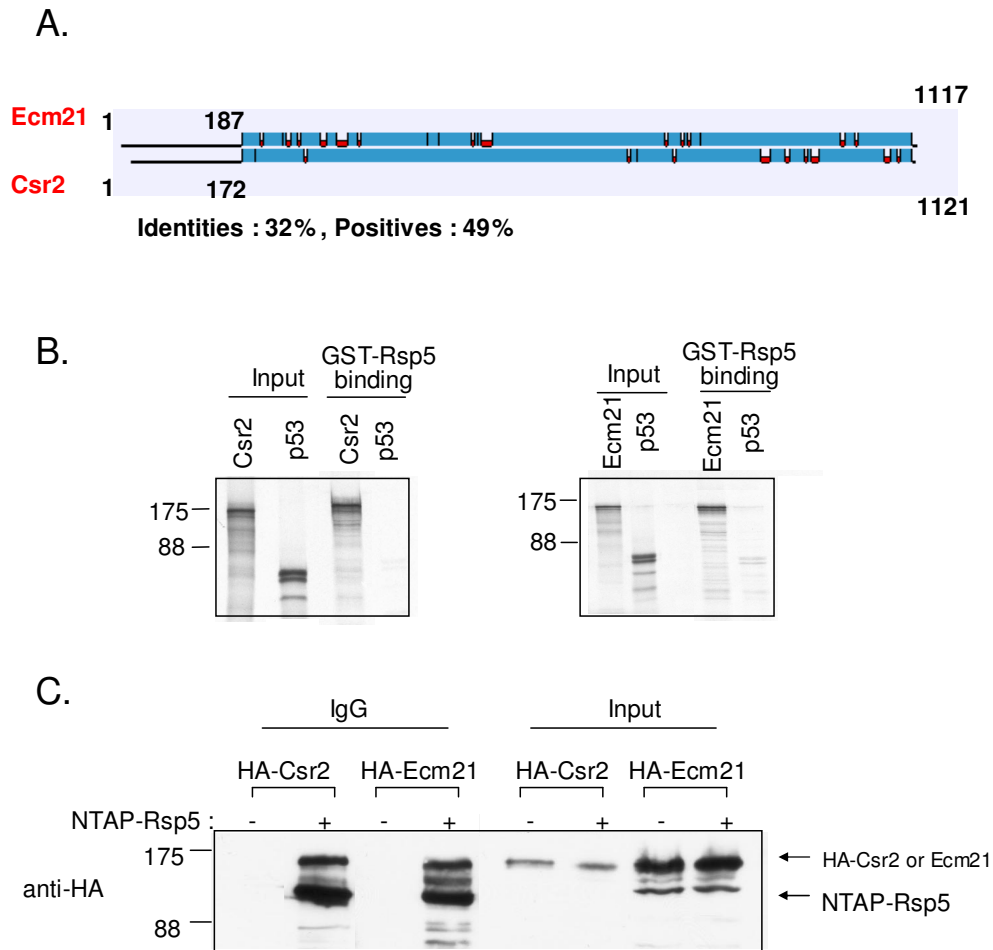 A.
Ecm21 1 187 1117
Csr2 1 172 1121
Identities : 32% , Positives : 49%
B.
Input GST-Rsp5 binding
Csr2 p53 Csr2 p53
175
88
Input GST-Rsp5 binding
Ecm21 p53 Ecm21 p53
175
88
C.
IgG Input
HA-Csr2 HA-Ecm21 HA-Csr2 HA-Ecm21
NTAP-Rsp5 : - + - + - + - +
175
anti-HA
88
HA-Csr2 or Ecm21
NTAP-Rsp5